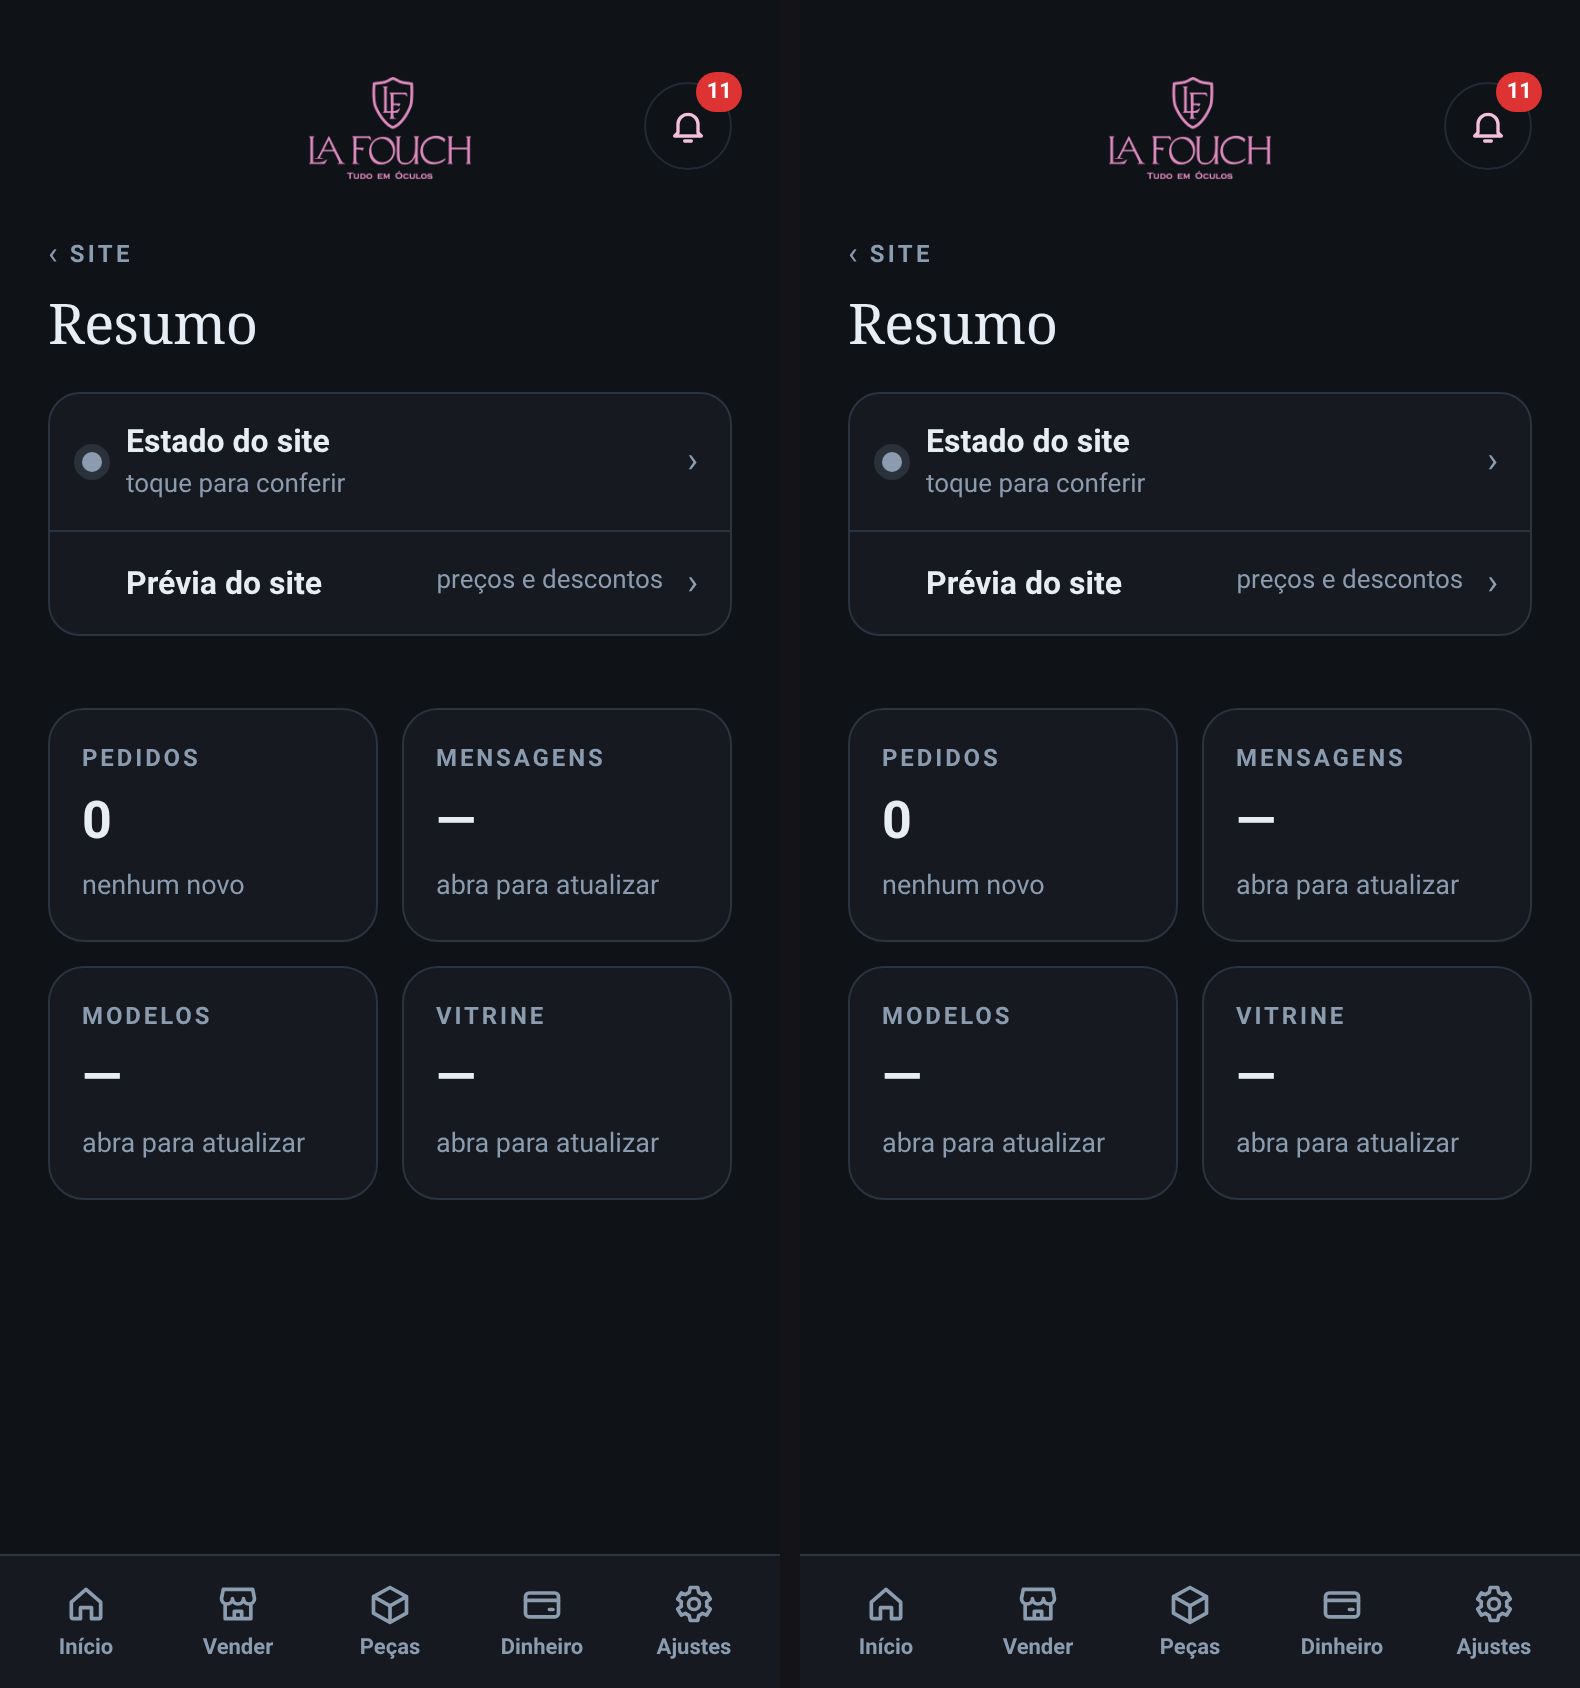 LF
LA FOUCH
TUDO EM ÓCULOS
11
‹ SITE
Resumo
Estado do site
toque para conferir
›
Prévia do site preços e descontos ›
PEDIDOS
0
nenhum novo
MENSAGENS
—
abra para atualizar
MODELOS
—
abra para atualizar
VITRINE
—
abra para atualizar
Início Vender Peças Dinheiro Ajustes
LF
LA FOUCH
TUDO EM ÓCULOS
11
‹ SITE
Resumo
Estado do site
toque para conferir
›
Prévia do site preços e descontos ›
PEDIDOS
0
nenhum novo
MENSAGENS
—
abra para atualizar
MODELOS
—
abra para atualizar
VITRINE
—
abra para atualizar
Início Vender Peças Dinheiro Ajustes